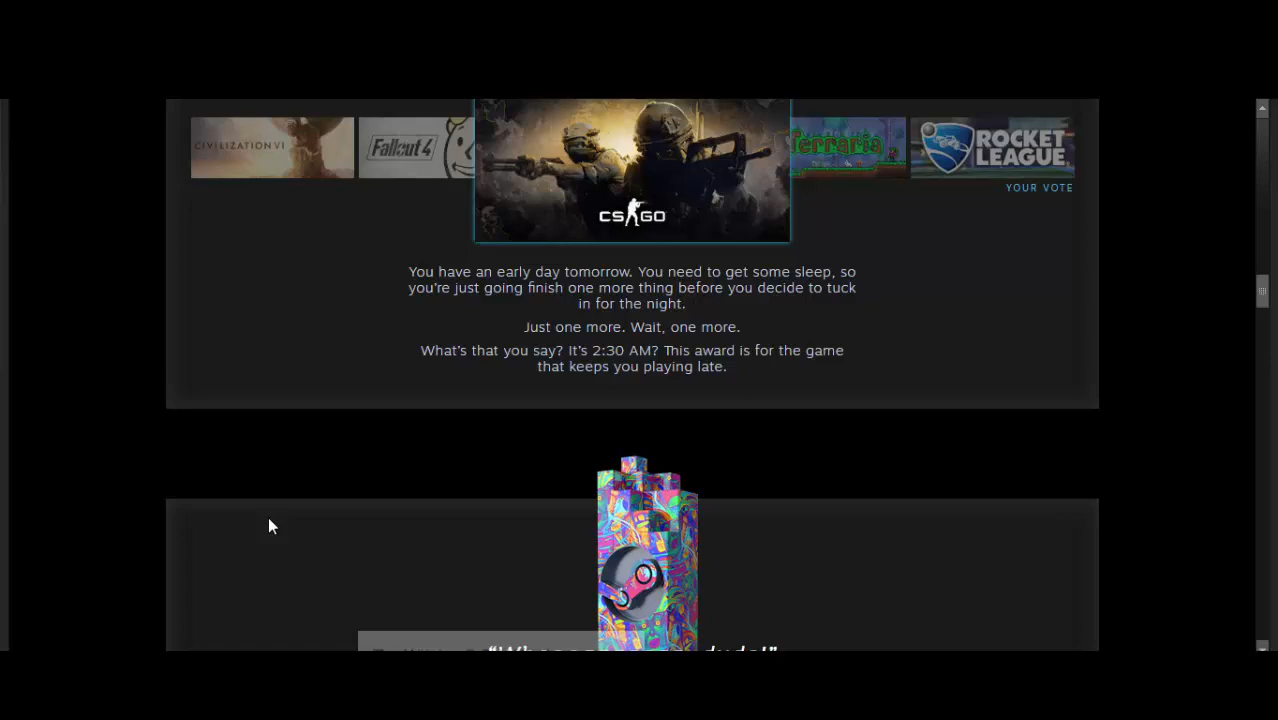 CIVILIZATION VI
Fallout 4
CS GO
Terraria
ROCKET
LEAGUE
YOUR VOTE
You have an early day tomorrow. You need to get some sleep, so
you're just going finish one more thing before you decide to tuck
in for the night.
Just one more. Wait, one more.
What's that you say? It's 2:30 AM? This award is for the game
that keeps you playing late.